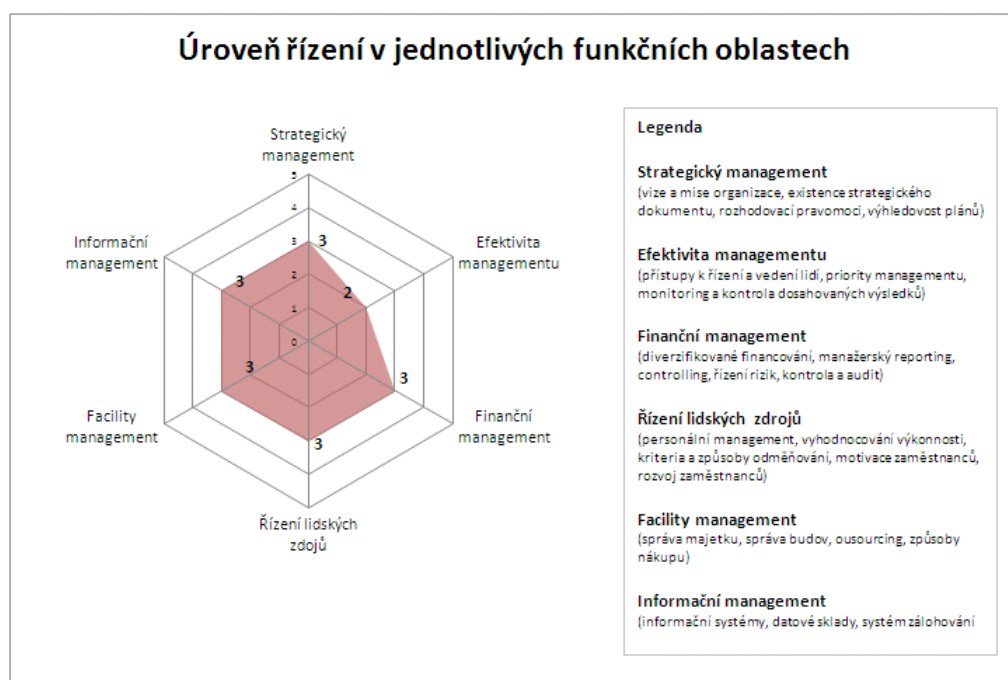 Úroveň řízení v jednotlivých funkčních oblastech
Strategický
management
5
4
3
2
1
0
3
2
3
3
3
3
Efektivita
managementu
Finanční
management
Řízení lidských
zdojů
Facility
management
Informační
management
Legenda
Strategický management
(vize a mise organizace, existence strategického
dokumentu, rozhodovací pravomoci, výhledovost plánů)
Efektivita managementu
(přístupy k řízení a vedení lidí, priority managementu,
monitoring a kontrola dosahovaných výsledků)
Finanční management
(diverzifikované financování, manažerský reporting,
controlling, řízení rizik, kontrola a audit)
Řízení lidských zdrojů
(personální management, vyhodnocování výkonnosti,
kriteria a způsoby odměňování, motivace zaměstnanců,
rozvoj zaměstnanců)
Facility management
(správa majetku, správa budov, ousourcing, způsoby
nákupu)
Informační management
(informační systémy, datové sklady, systém zálohování